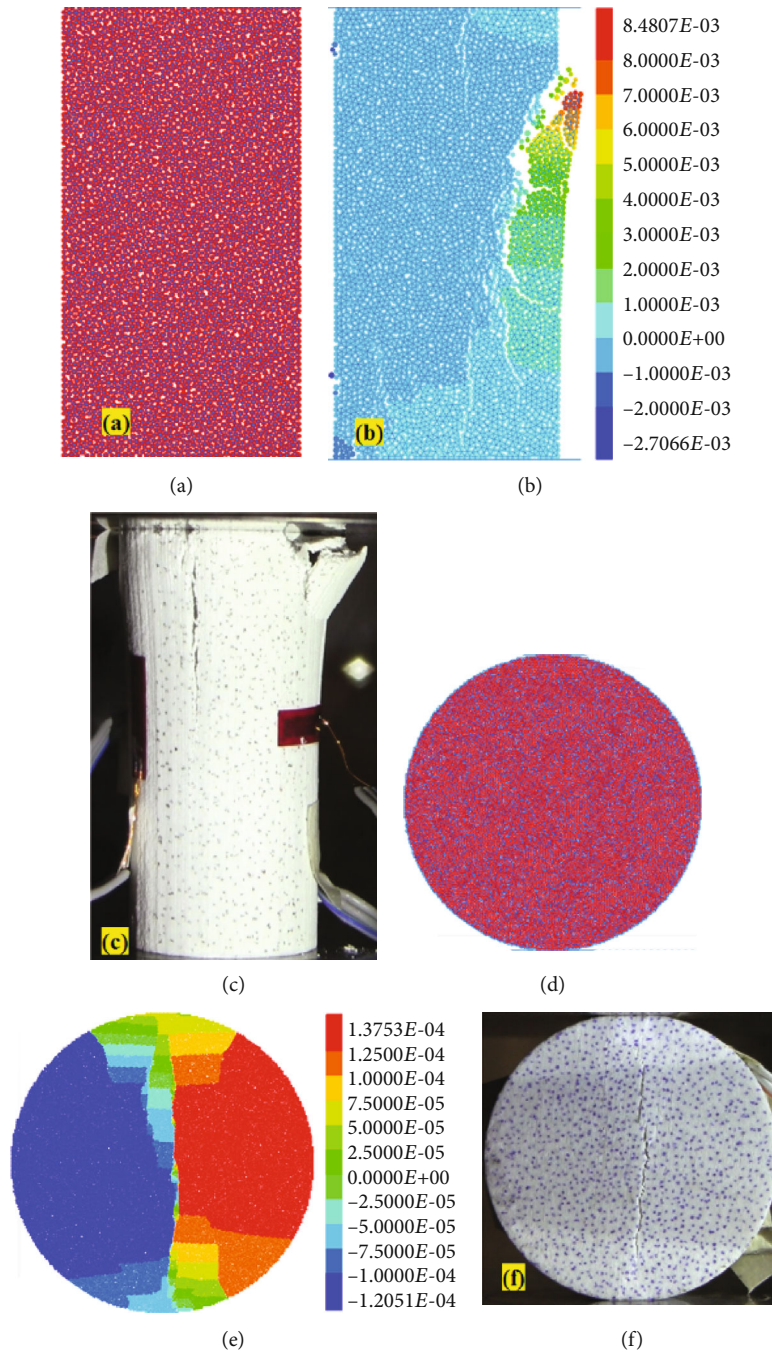 (a)
(b)
8.4807E-03
8.0000E-03
7.0000E-03
6.0000E-03
5.0000E-03
4.0000E-03
3.0000E-03
2.0000E-03
1.0000E-03
0.0000E+00
–1.0000E-03
–2.0000E-03
–2.7066E-03
(a)
(b)
(c)
(c)
(d)
1.3753E-04
1.2500E-04
1.0000E-04
7.5000E-05
5.0000E-05
2.5000E-05
0.0000E+00
–2.5000E-05
–5.0000E-05
–7.5000E-05
–1.0000E-04
–1.2051E-04
(f)
(e)
(f)